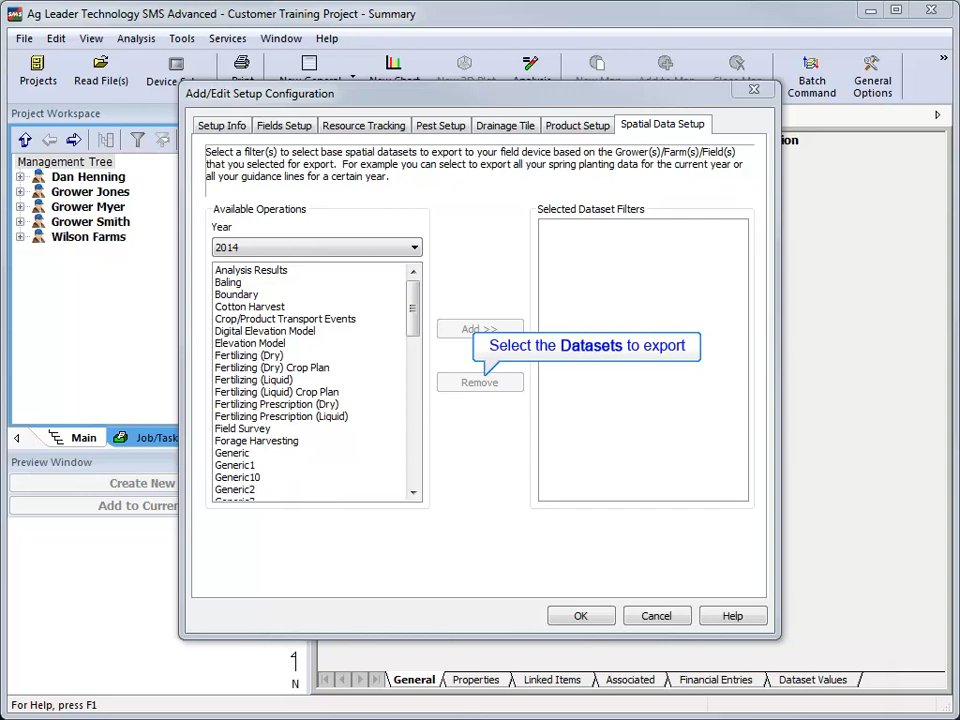 Ag Leader Technology SMS Advanced - Customer Training Project - Summary
File Edit View Analysis Tools Services Window Help
Projects Read File(s) Batch Command General Options
»
Project Workspace
Management Tree
Dan Henning
Grower Jones
Grower Myer
Grower Smith
Wilson Farms
Main Job/Task
Preview Window
Create New
Add to Curre
4
N
Add/Edit Setup Configuration
Setup Info Fields Setup Resource Tracking Pest Setup Drainage Tile Product Setup Spatial Data Setup
Select a filter(s) to select base spatial datasets to export to your field device based on the Grower(s)/Farm(s)/Field(s)
that you selected for export. For example you can select to export all your spring planting data for the current year or
all your guidance lines for a certain year.
Available Operations
Year
2014
Analysis Results
Baling
Boundary
Cotton Harvest
Crop/Product Transport Events
Digital Elevation Model
Elevation Model
Fertilizing (Dry)
Fertilizing (Dry) Crop Plan
Fertilizing (Liquid)
Fertilizing (Liquid) Crop Plan
Fertilizing Prescription (Dry)
Fertilizing Prescription (Liquid)
Field Survey
Forage Harvesting
Generic
Generic1
Generic10
Generic2
Add >>
Select the Datasets to export
Remove
Selected Dataset Filters
OK Cancel Help
ion
General Properties Linked Items Associated Financial Entries Dataset Values
For Help, press F1